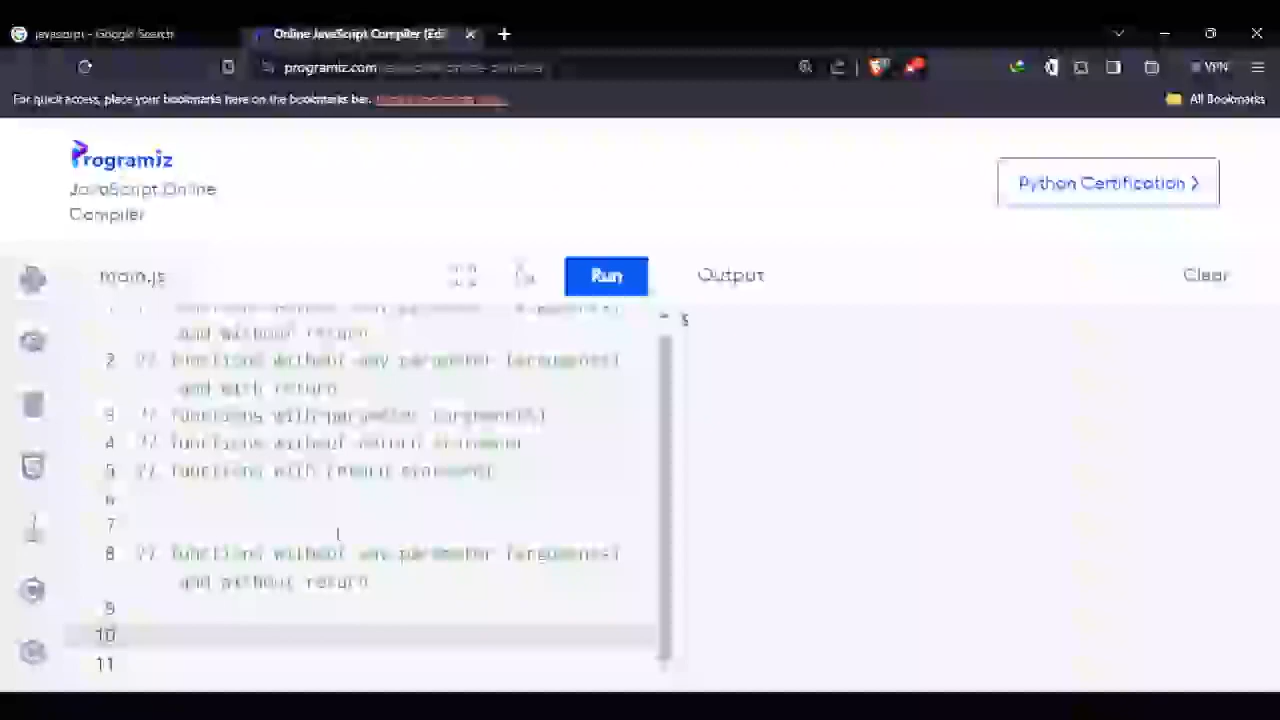 javascript - Google Search
Online JavaScript Compiler (Ed
programiz.com
VPN
For quick access, place your bookmarks here on the bookmarks bar.
All Bookmarks
Programiz
JavaScript Online
Compiler
Python Certification >
main.js
Run
Output
Clear
and without return
2 // functions without any parameter (arguments)
and with return
3 // functions with parameter (arguments)
4 // functions without return statement
5 // functions with return statement
6
7
8 // functions without any parameter (arguments)
and without return
9
10
11